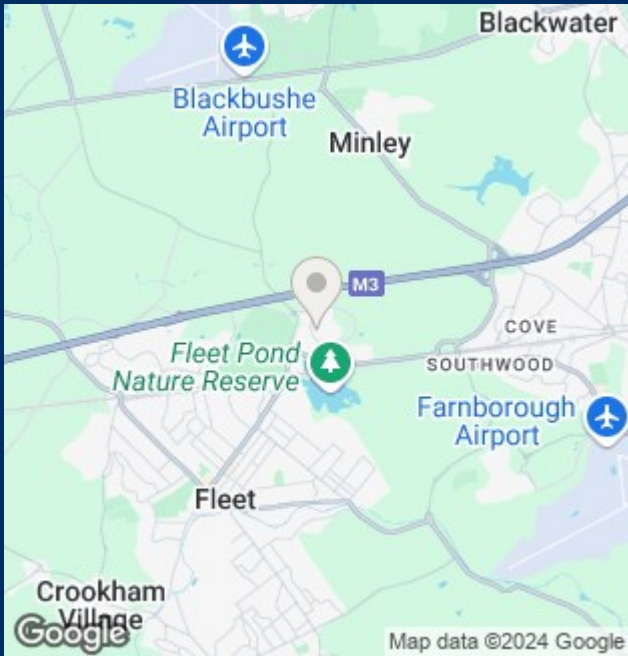 Blackwater
Blackbushe
Airport
Minley
M3
COVE
Fleet Pond
Nature Reserve
SOUTHWOOD
Farnborough
Airport
Fleet
Crookham
Village
Google
Map data ©2024 Google